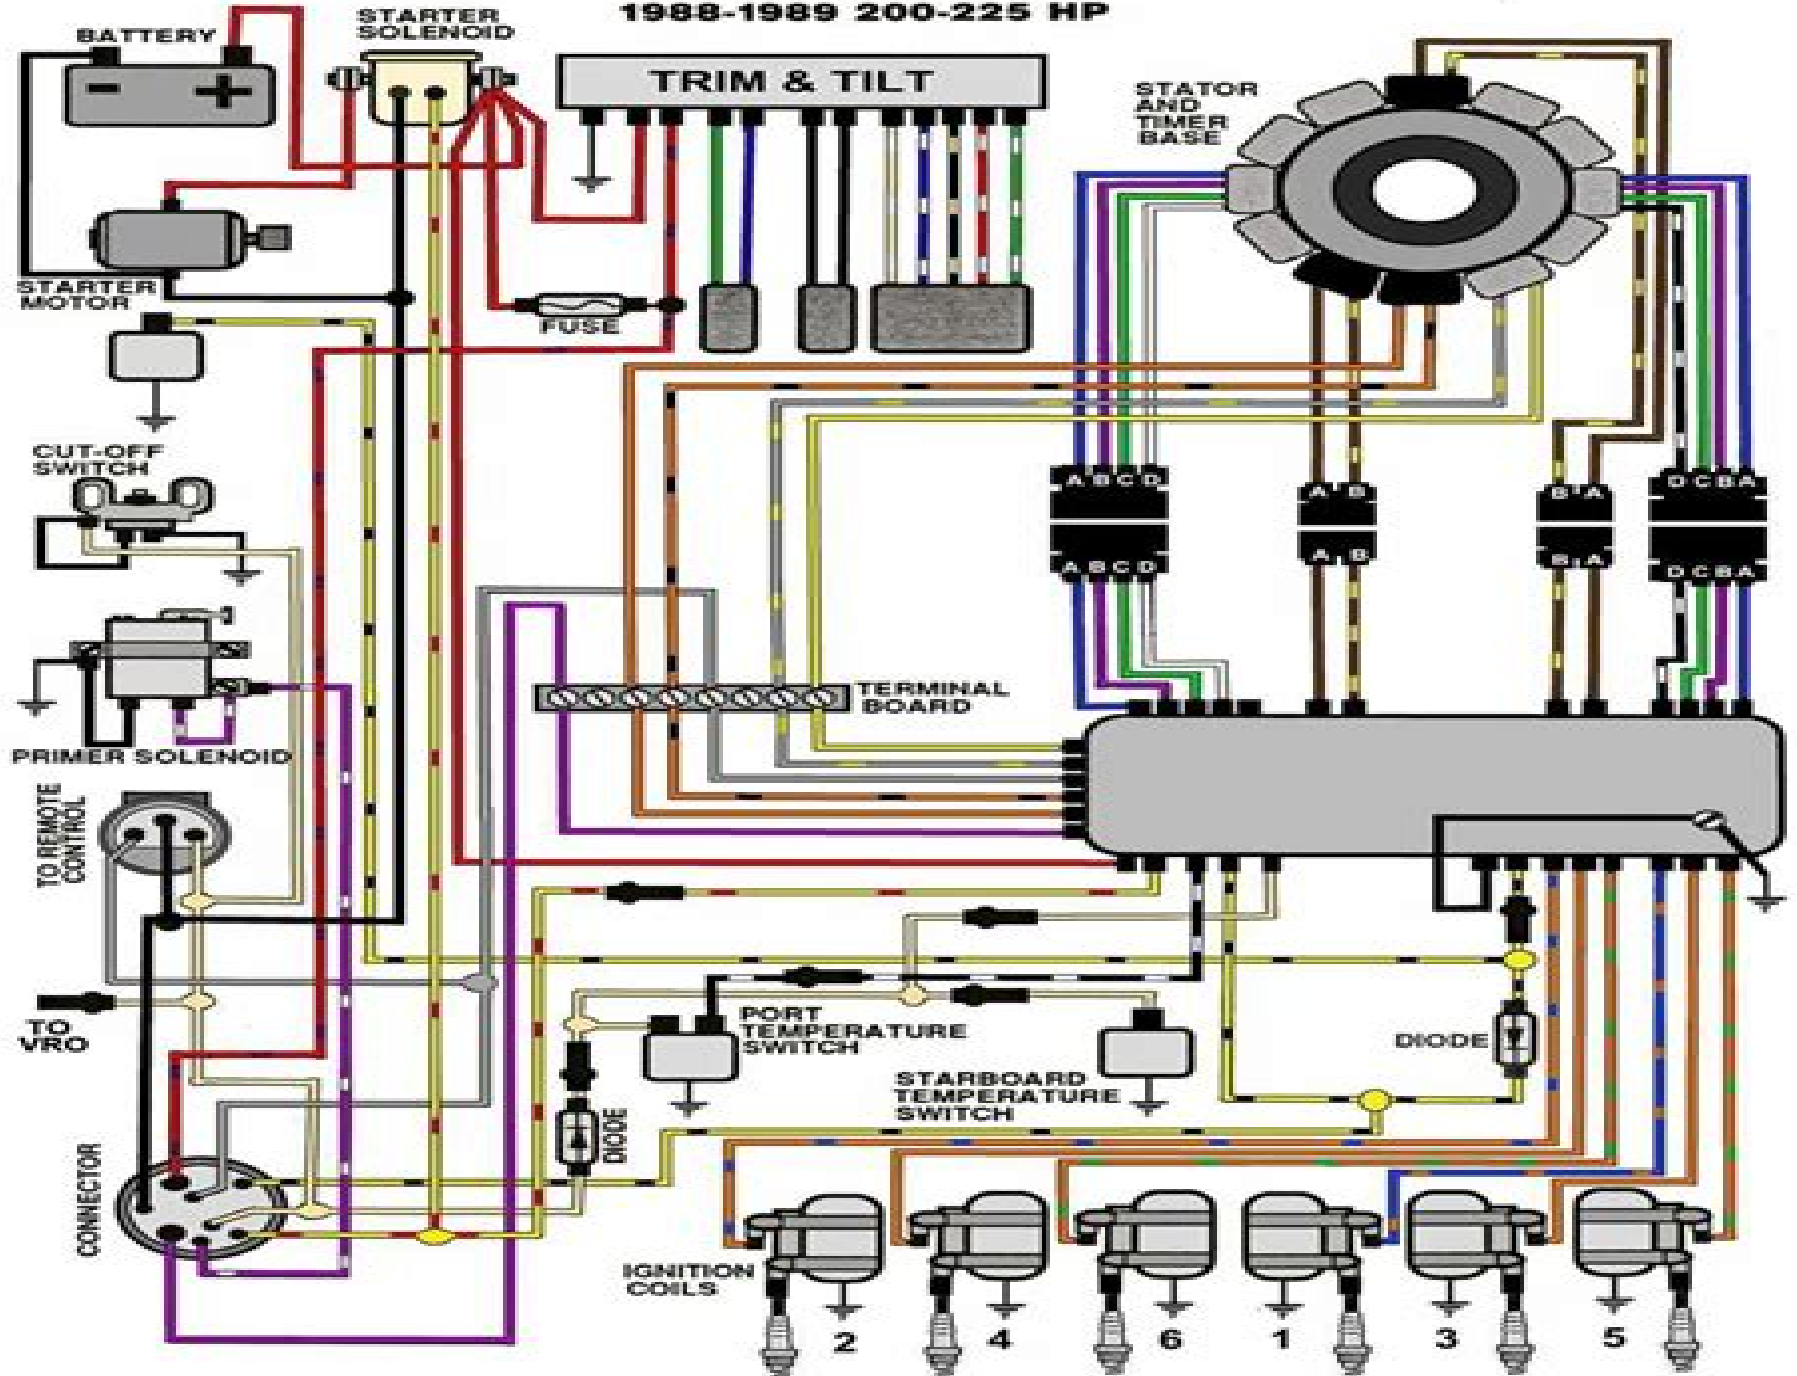 1988-1989 200-225 HP
BATTERY
STARTER
SOLENOID
TRIM & TILT
STATOR
AND
TIMER
BASE
STARTER
MOTOR
FUSE
CUT-OFF
SWITCH
A B C D
A B
B A
D C B A
A B C D
A B
B A
D C B A
PRIMER SOLENOID
TERMINAL
BOARD
TO REMOTE
CONTROL
TO
VRO
PORT
TEMPERATURE
SWITCH
STARBOARD
TEMPERATURE
SWITCH
DIODE
DIODE
CONNECTOR
IGNITION
COILS
2
4
6
1
3
5